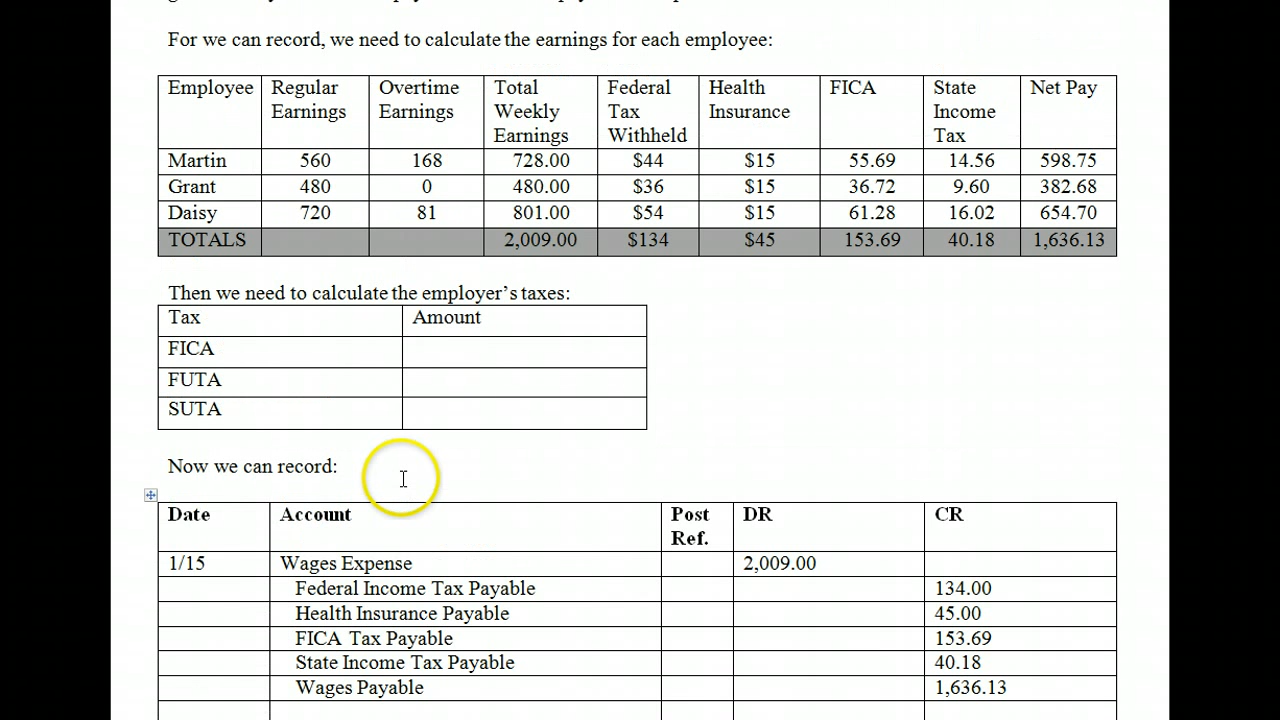 For we can record, we need to calculate the earnings for each employee:
Employee Regular Earnings Overtime Earnings Total Weekly Earnings Federal Tax Withheld Health Insurance FICA State Income Tax Net Pay
Martin 560 168 728.00 $44 $15 55.69 14.56 598.75
Grant 480 0 480.00 $36 $15 36.72 9.60 382.68
Daisy 720 81 801.00 $54 $15 61.28 16.02 654.70
TOTALS 2,009.00 $134 $45 153.69 40.18 1,636.13
Then we need to calculate the employer's taxes:
Tax Amount
FICA
FUTA
SUTA
Now we can record:
Date Account Post Ref. DR CR
1/15 Wages Expense 2,009.00
Federal Income Tax Payable 134.00
Health Insurance Payable 45.00
FICA Tax Payable 153.69
State Income Tax Payable 40.18
Wages Payable 1,636.13